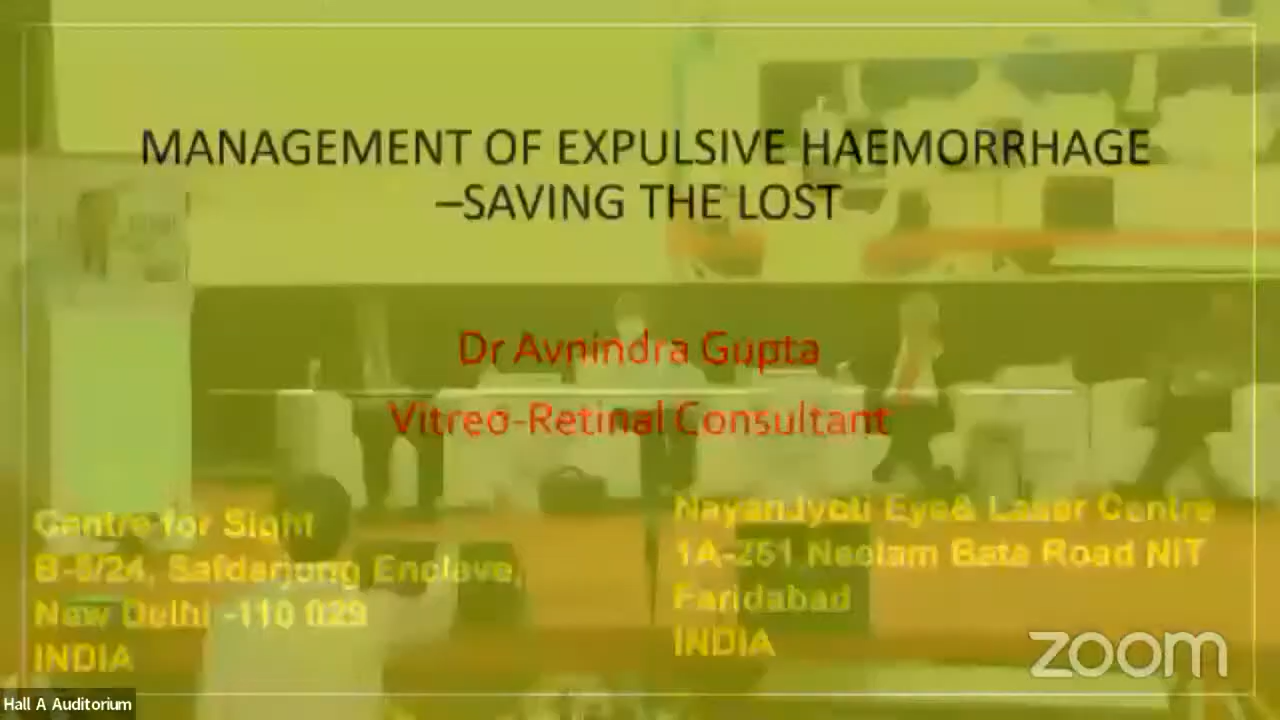 MANAGEMENT OF EXPULSIVE HAEMORRHAGE
–SAVING THE LOST
Dr Avnindra Gupta
Vitreo-Retinal Consultant
Centre for Sight
B-5/24, Safdarjung Enclave,
New Delhi -110 029
INDIA
NayanJyoti Eye& Laser Centre
1A-251 Neelam Bata Road NIT
Faridabad
INDIA
zoom
Hall A Auditorium